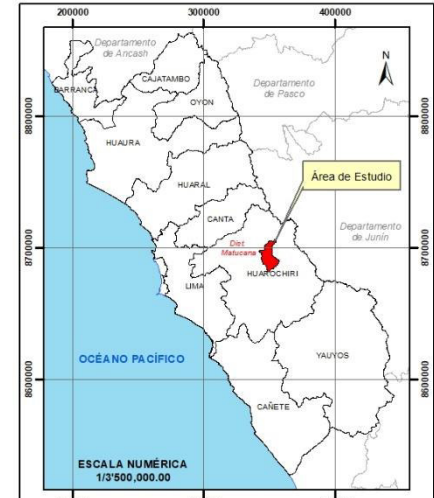 200000
300000
400000
Departamento
de Ancash
N
CAJATAMBO
BARRANCA
Departamento
de Pasco
OYON
8800000
8800000
HUAURA
HUARAL
Área de Estudio
CANTA
Departamento
de Junín
Dist.
Matucana
8700000
8700000
HUAROCHIRI
LIMA
OCÉANO PACÍFICO
YAUYOS
8600000
8600000
CAÑETE
ESCALA NUMÉRICA
1/3'500,000.00